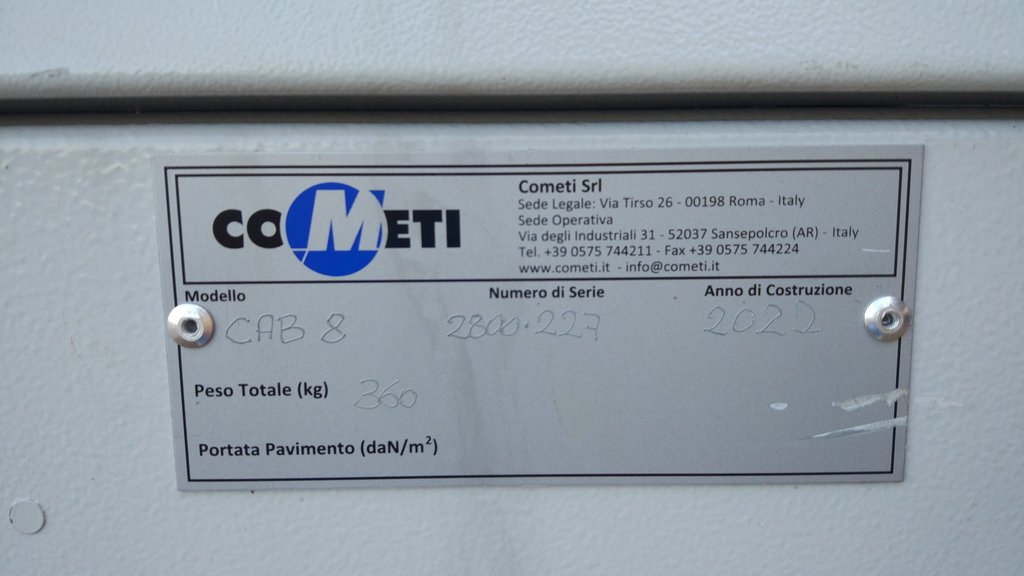 COMETI
Cometi Srl
Sede Legale: Via Tirso 26 - 00198 Roma - Italy
Sede Operativa
Via degli Industriali 31 - 52037 Sansepolcro (AR) - Italy
Tel. +39 0575 744211 - Fax +39 0575 744224
www.cometi.it - info@cometi.it
Modello Numero di Serie Anno di Costruzione
CAB 8 2800.227 2022
Peso Totale (kg) 360
Portata Pavimento (daN/m²)